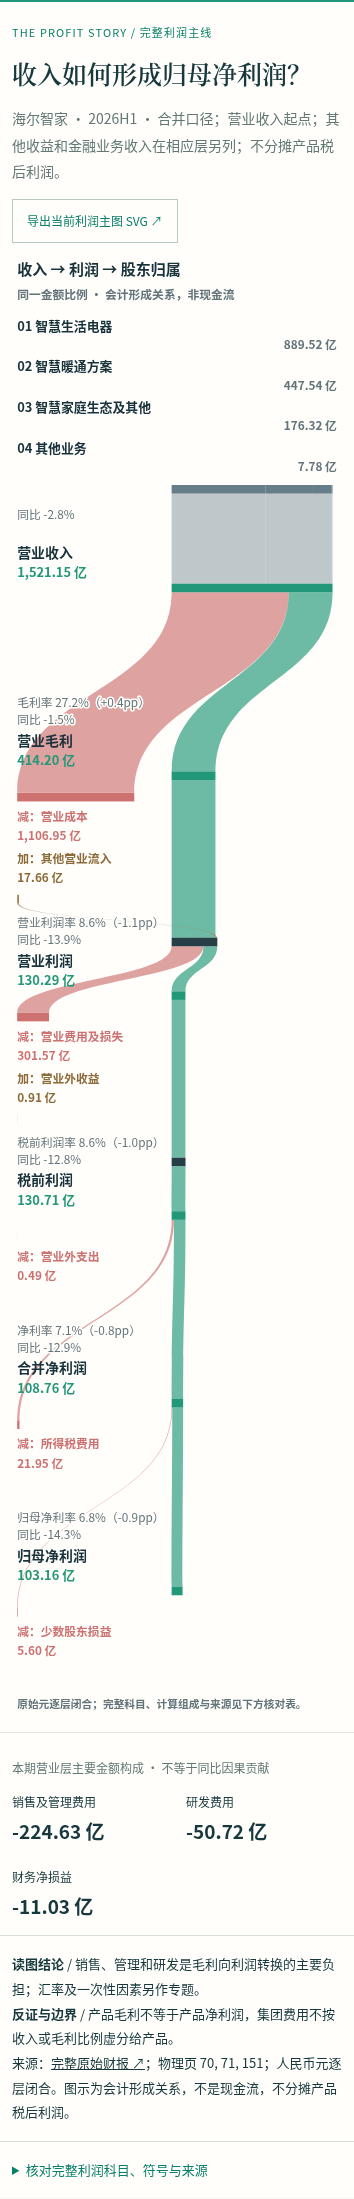 THE PROFIT STORY / 完整利润主线
收入如何形成归母净利润？
海尔智家 · 2026H1 · 合并口径；营业收入起点；其
他收益和金融业务收入在相应层另列；不分摊产品税
后利润。
导出当前利润主图 SVG ↗
收入 → 利润 → 股东归属
同一金额比例 · 会计形成关系，非现金流
01 智慧生活电器
889.52 亿
02 智慧暖通方案
447.54 亿
03 智慧家庭生态及其他
176.32 亿
04 其他业务
7.78 亿
同比 -2.8%
营业收入
1,521.15 亿
毛利率 27.2%（+0.4pp）
同比 -1.5%
营业毛利
414.20 亿
减：营业成本
1,106.95 亿
加：其他营业流入
17.66 亿
营业利润率 8.6%（-1.1pp）
同比 -13.9%
营业利润
130.29 亿
减：营业费用及损失
301.57 亿
加：营业外收益
0.91 亿
税前利润率 8.6%（-1.0pp）
同比 -12.8%
税前利润
130.71 亿
减：营业外支出
0.49 亿
净利率 7.1%（-0.8pp）
同比 -12.9%
合并净利润
108.76 亿
减：所得税费用
21.95 亿
归母净利率 6.8%（-0.9pp）
同比 -14.3%
归母净利润
103.16 亿
减：少数股东损益
5.60 亿
原始元逐层闭合；完整科目、计算组成与来源见下方核对表。
本期营业层主要金额构成 · 不等于同比因果贡献
销售及管理费用
-224.63 亿
研发费用
-50.72 亿
财务净损益
-11.03 亿
读图结论 / 销售、管理和研发是毛利向利润转换的主要负
担；汇率及一次性因素另作专题。
反证与边界 / 产品毛利不等于产品净利润，集团费用不按
收入或毛利比例虚分给产品。
来源：完整原始财报 ↗；物理页 70, 71, 151；人民币元逐
层闭合。图示为会计形成关系，不是现金流，不分摊产品
税后利润。
▶ 核对完整利润科目、符号与来源